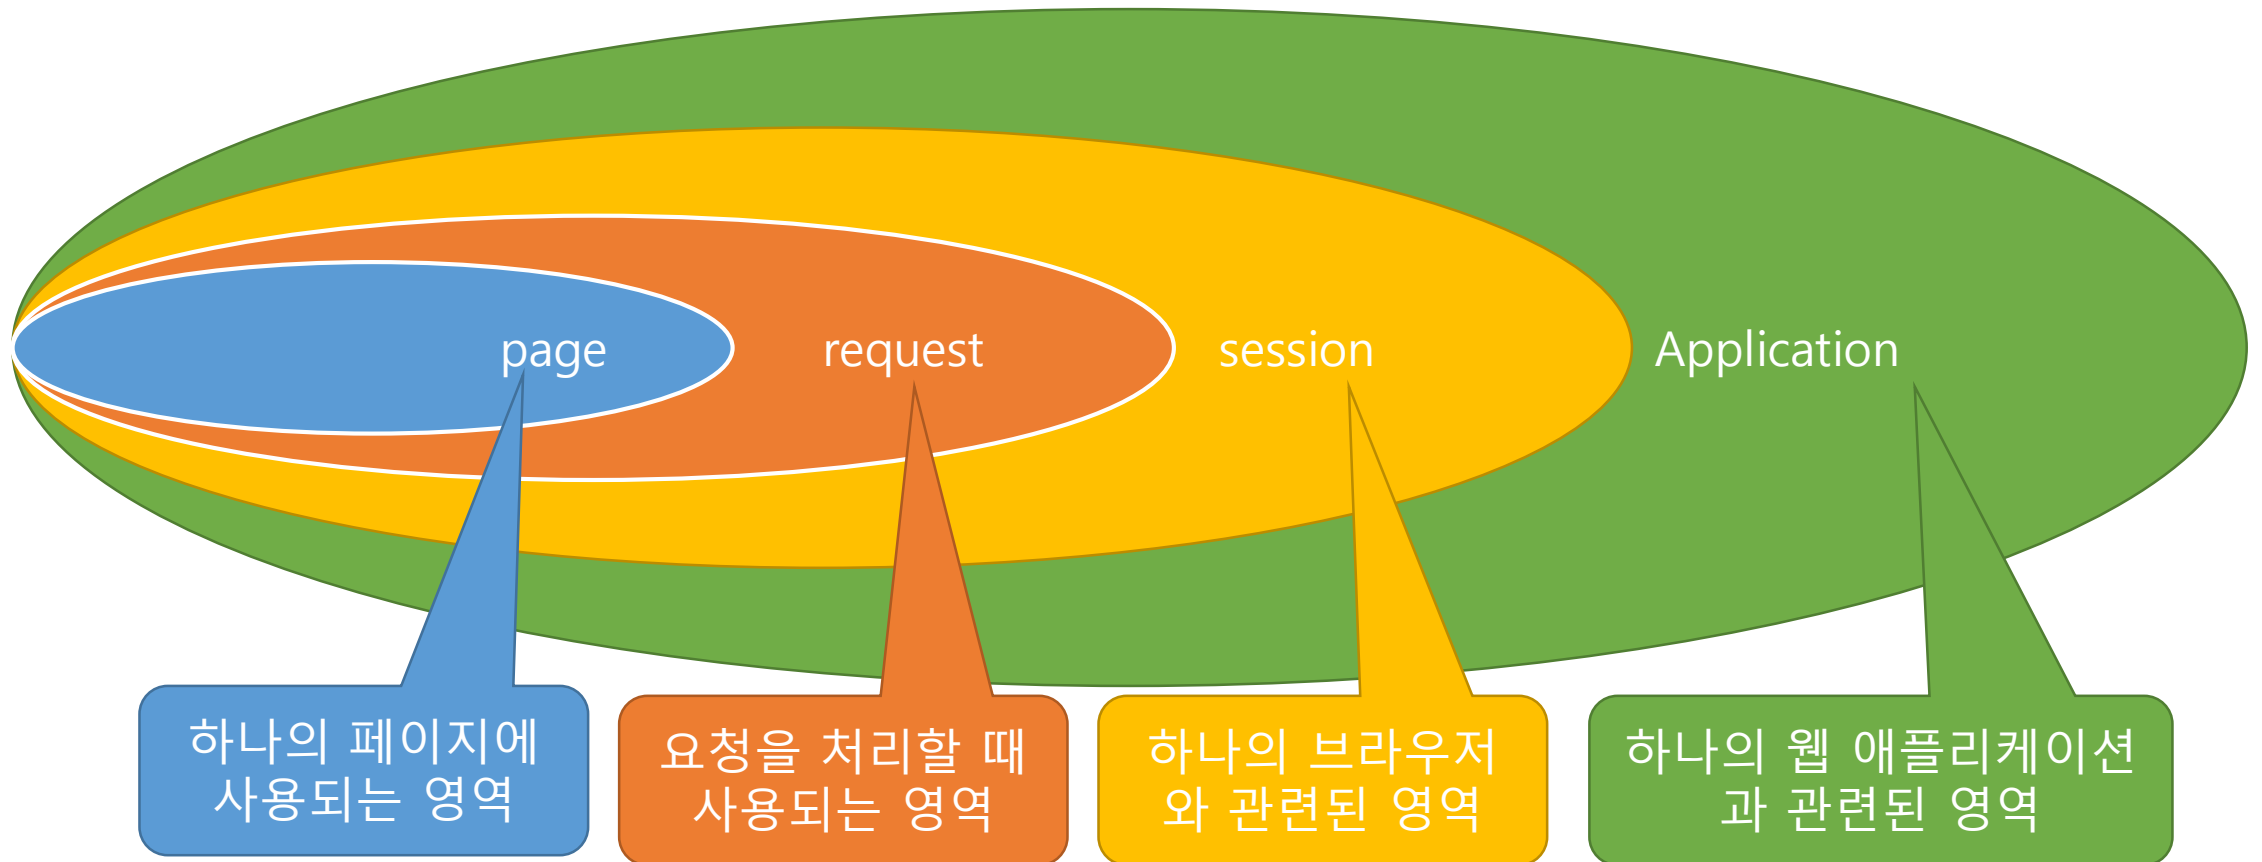 page
request
session
Application
하나의 페이지에
사용되는 영역
요청을 처리할 때
사용되는 영역
하나의 브라우저
와 관련된 영역
하나의 웹 애플리케이션
과 관련된 영역